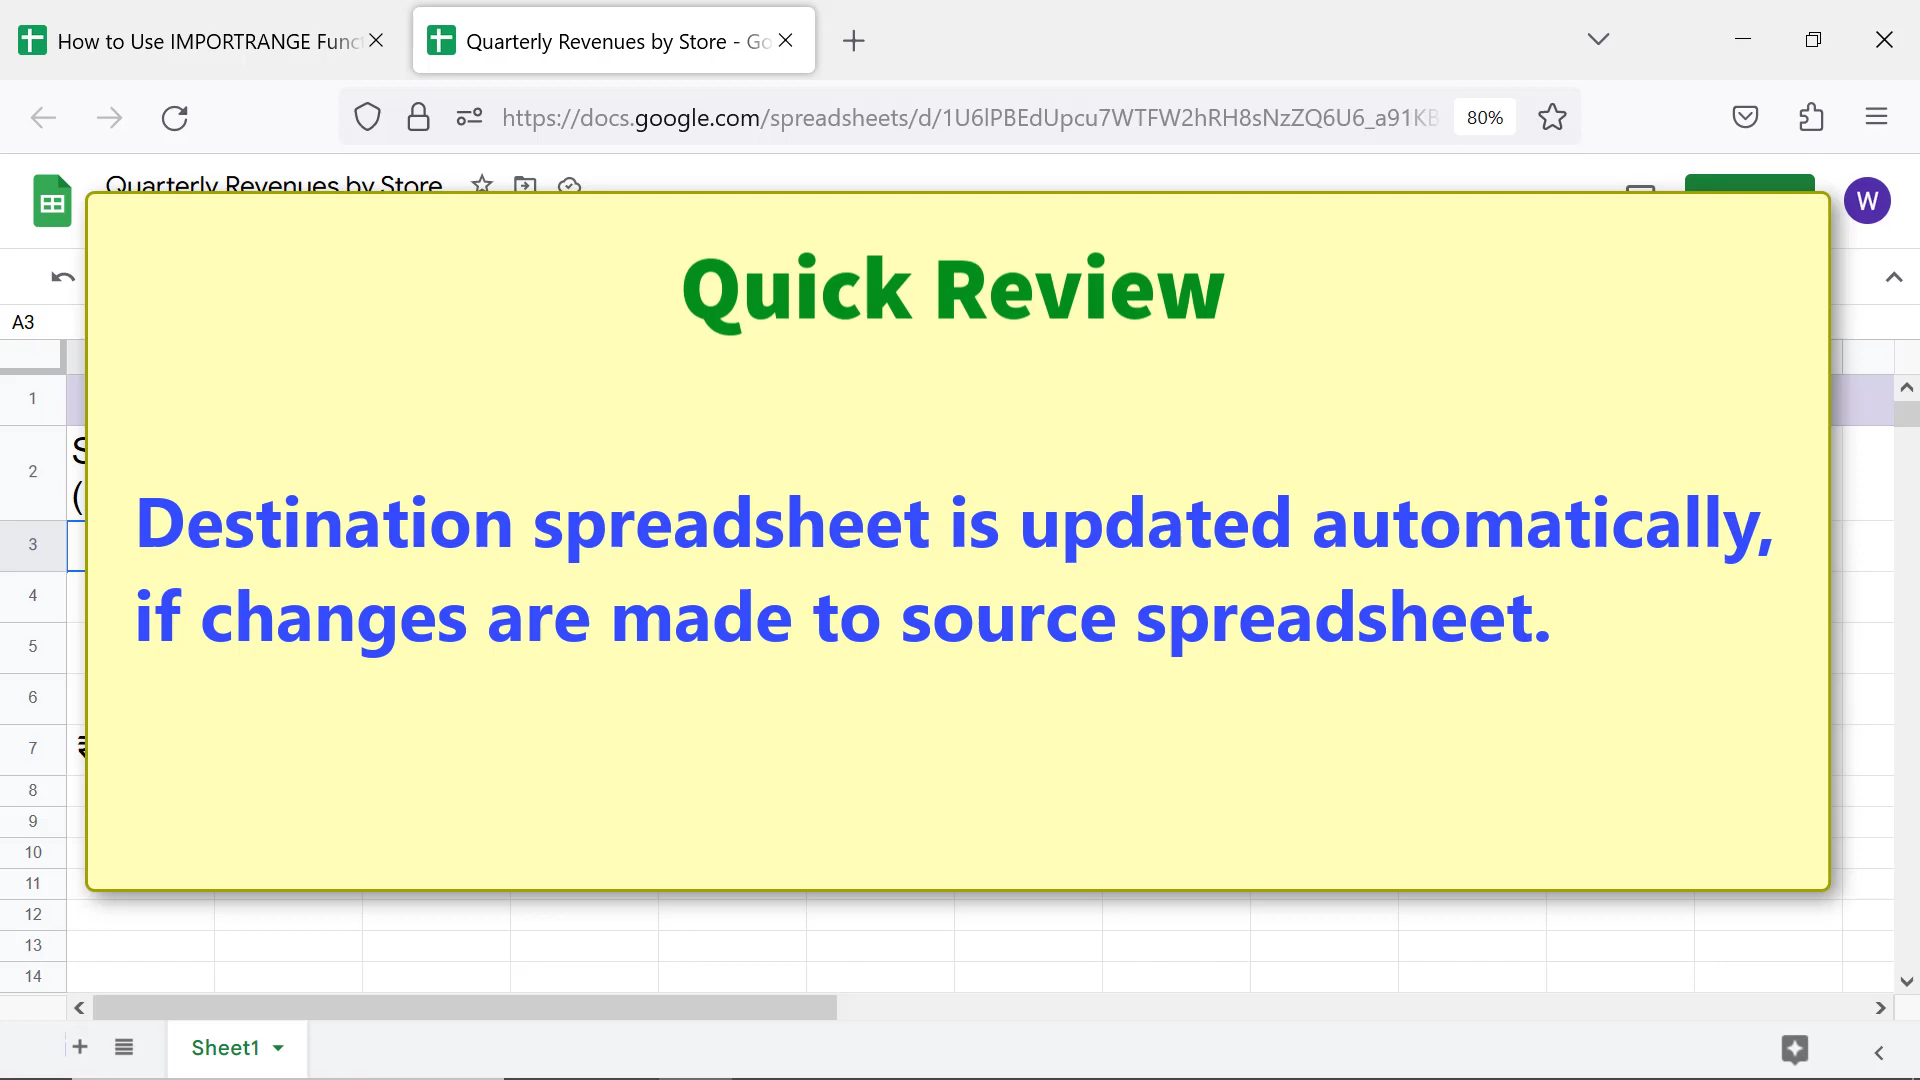 How to Use IMPORTRANGE Func
Quarterly Revenues by Store - Go
https://docs.google.com/spreadsheets/d/1U6lPBEdUpcu7WTFW2hRH8sNzZQ6U6_a91KB
80%
Quarterly Revenues by Store
W
A3
Quick Review
Destination spreadsheet is updated automatically,
if changes are made to source spreadsheet.
1
2
3
4
5
6
7
8
9
10
11
12
13
14
Sheet1